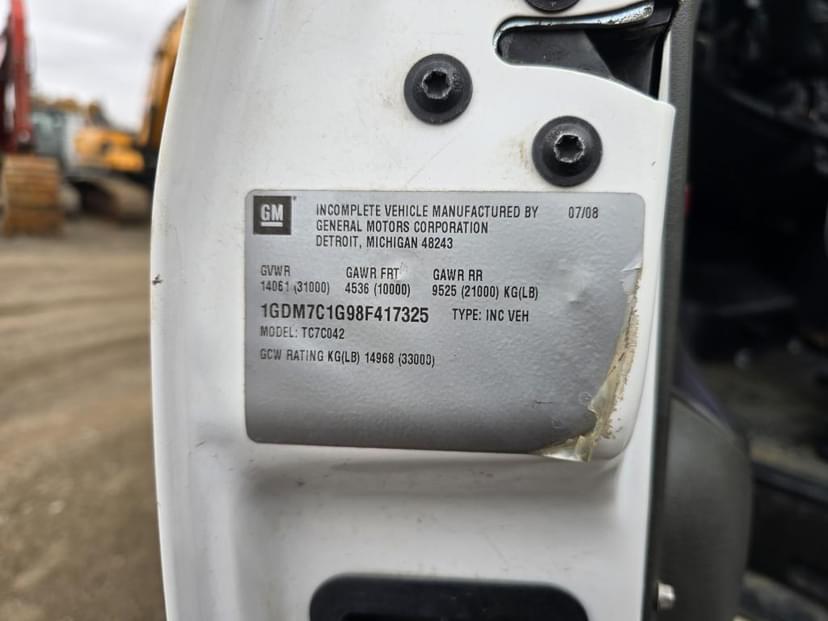 GM INCOMPLETE VEHICLE MANUFACTURED BY 07/08
GENERAL MOTORS CORPORATION
DETROIT, MICHIGAN 48243
GVWR GAWR FRT GAWR RR
14061 (31000) 4536 (10000) 9525 (21000) KG(LB)
1GDM7C1G98F417325 TYPE: INC VEH
MODEL: TC7C042
GCW RATING KG(LB) 14968 (33000)